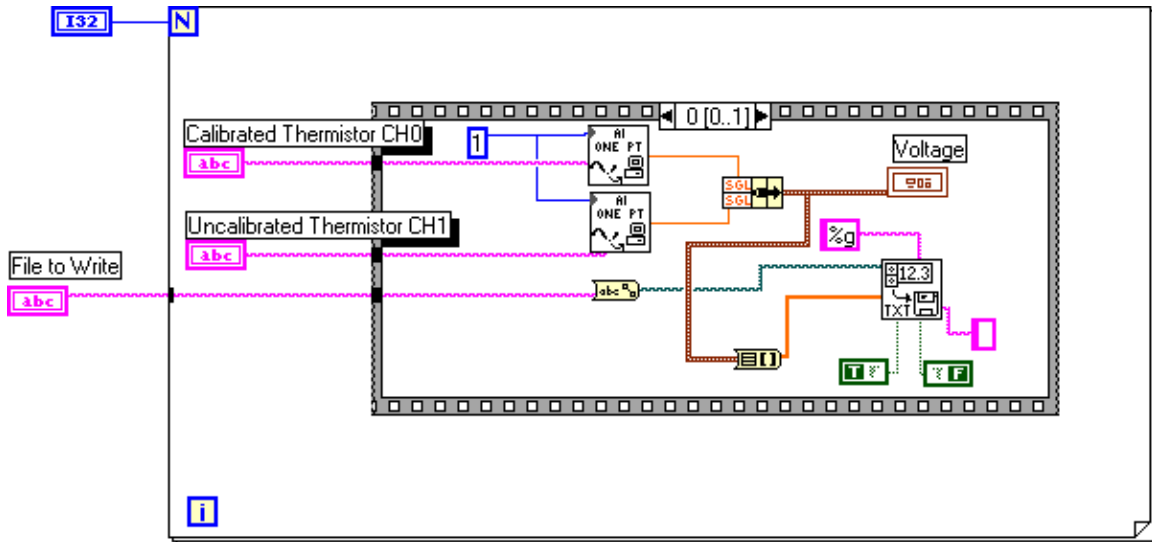 I32
N
0 [0..1]
Calibrated Thermistor CH0
abc
1
AI
ONE PT
SGL
SGL
Voltage
AI
ONE PT
Uncalibrated Thermistor CH1
abc
%g
File to Write
abc
abc
12.3
TXT
T
F
i